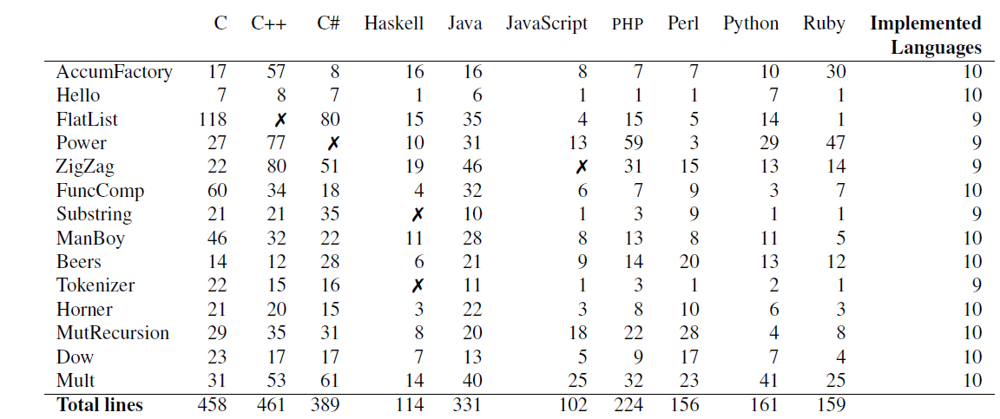 C C++ C# Haskell Java JavaScript PHP Perl Python Ruby Implemented
Languages
AccumFactory 17 57 8 16 16 8 7 7 10 30 10
Hello 7 8 7 1 6 1 1 1 7 1 10
FlatList 118 ✗ 80 15 35 4 15 5 14 1 9
Power 27 77 ✗ 10 31 13 59 3 29 47 9
ZigZag 22 80 51 19 46 ✗ 31 15 13 14 9
FuncComp 60 34 18 4 32 6 7 9 3 7 10
Substring 21 21 35 ✗ 10 1 3 9 1 1 9
ManBoy 46 32 22 11 28 8 13 8 11 5 10
Beers 14 12 28 6 21 9 14 20 13 12 10
Tokenizer 22 15 16 ✗ 11 1 3 1 2 1 9
Horner 21 20 15 3 22 3 8 10 6 3 10
MutRecursion 29 35 31 8 20 18 22 28 4 8 10
Dow 23 17 17 7 13 5 9 17 7 4 10
Mult 31 53 61 14 40 25 32 23 41 25 10
Total lines 458 461 389 114 331 102 224 156 161 159